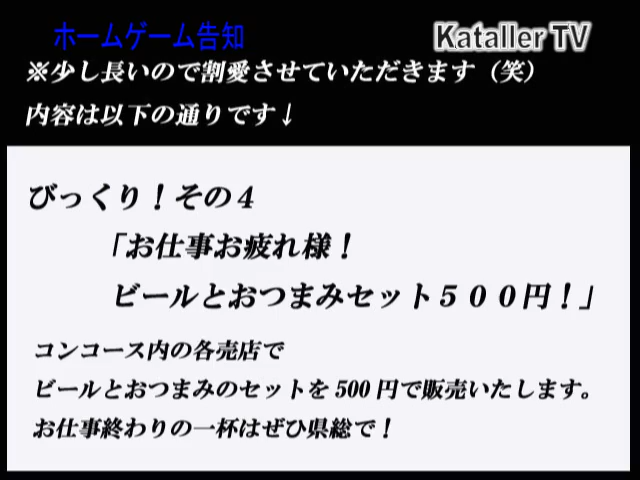 ホームゲーム告知
Kataller TV
※少し長いので割愛させていただきます（笑）
内容は以下の通りです↓
びっくり！その４
「お仕事お疲れ様！
ビールとおつまみセット５００円！」
コンコース内の各売店で
ビールとおつまみのセットを500円で販売いたします。
お仕事終わりの一杯はぜひ県総で！